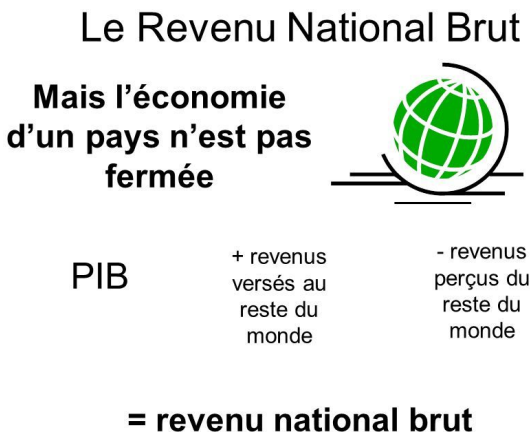 Le Revenu National Brut
Mais l'économie
d'un pays n'est pas
fermée
PIB
+ revenus
versés au
reste du
monde
- revenus
perçus du
reste du
monde
= revenu national brut